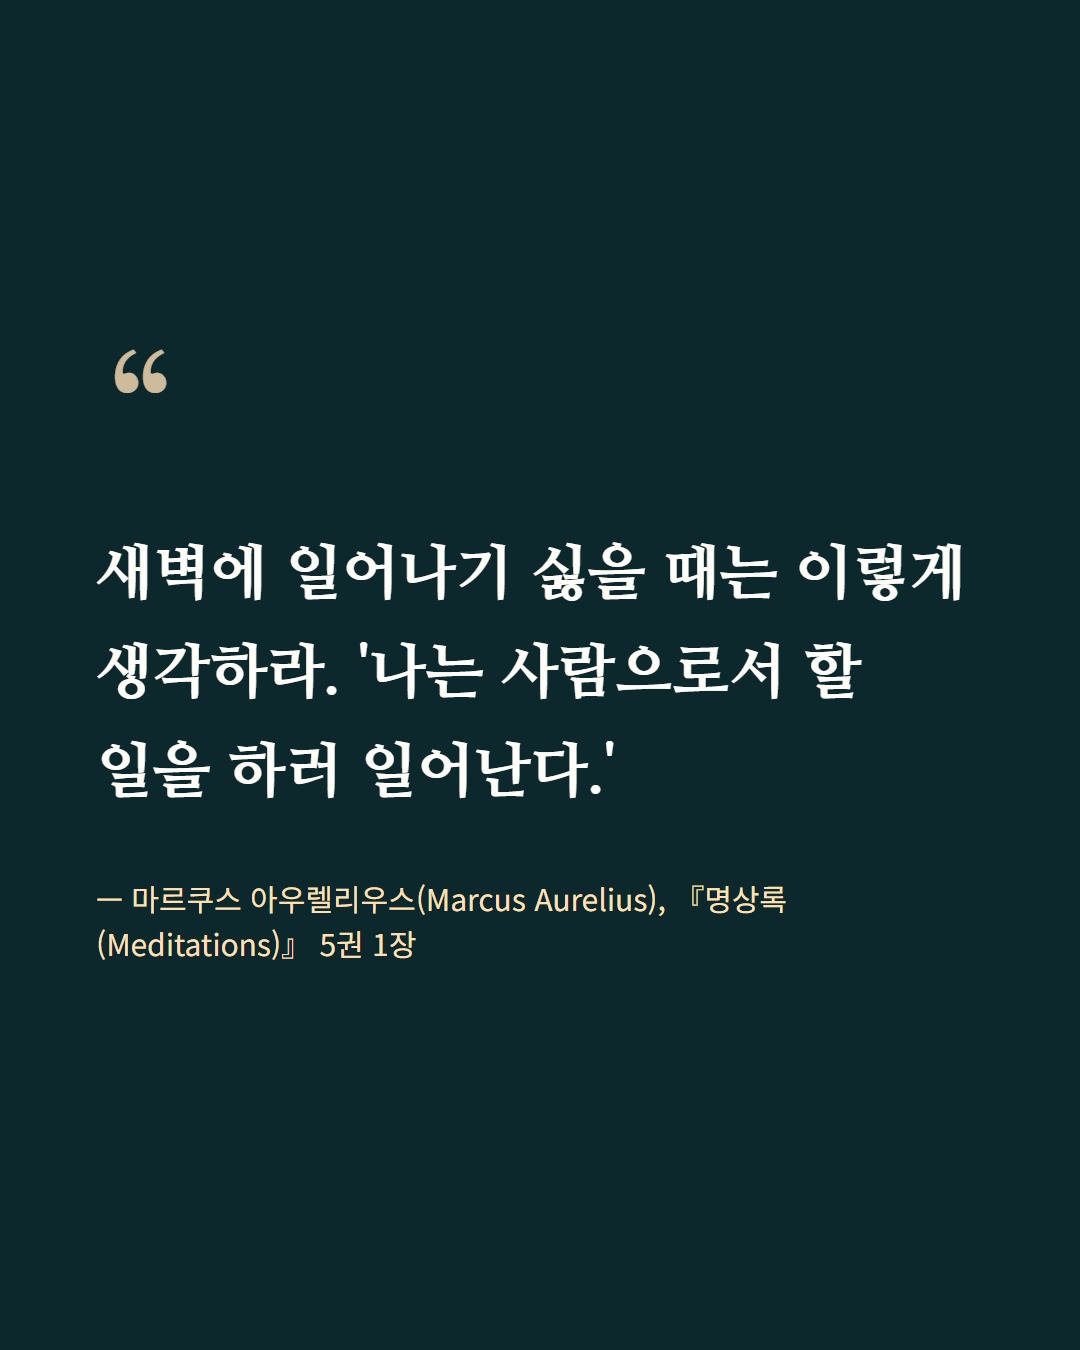 “
새벽에 일어나기 싫을 때는 이렇게
생각하라. '나는 사람으로서 할
일을 하러 일어난다.'
— 마르쿠스 아우렐리우스(Marcus Aurelius), 『명상록
(Meditations)』 5권 1장